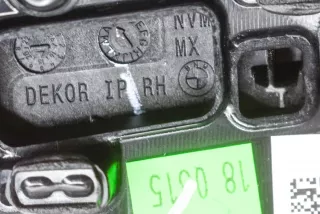 NVM
MX
DEKOR IP RH
18 0315